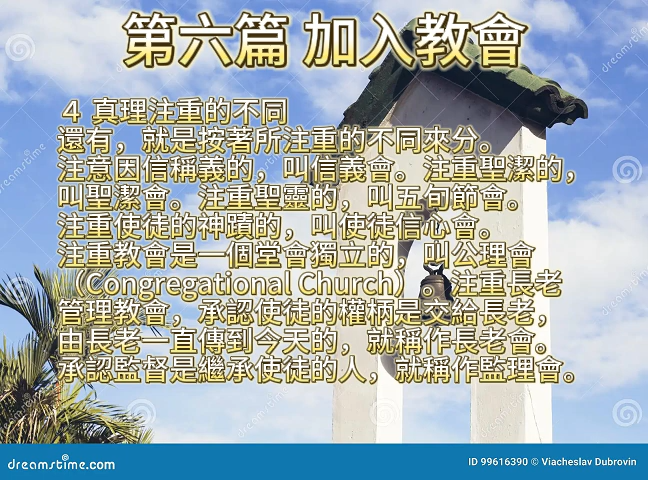 第六篇 加入教會
４ 真理注重的不同
還有，就是按著所注重的不同來分。
注意因信稱義的，叫信義會。注重聖潔的，
叫聖潔會。注重聖靈的，叫五旬節會。
注重使徒的神蹟的，叫使徒信心會。
注重教會是一個堂會獨立的，叫公理會
（Congregational Church）。注重長老
管理教會，承認使徒的權柄是交給長老，
由長老一直傳到今天的，就稱作長老會。
承認監督是繼承使徒的人，就稱作監理會。
dreamstime.com
ID 99616390 © Viacheslav Dubrovin